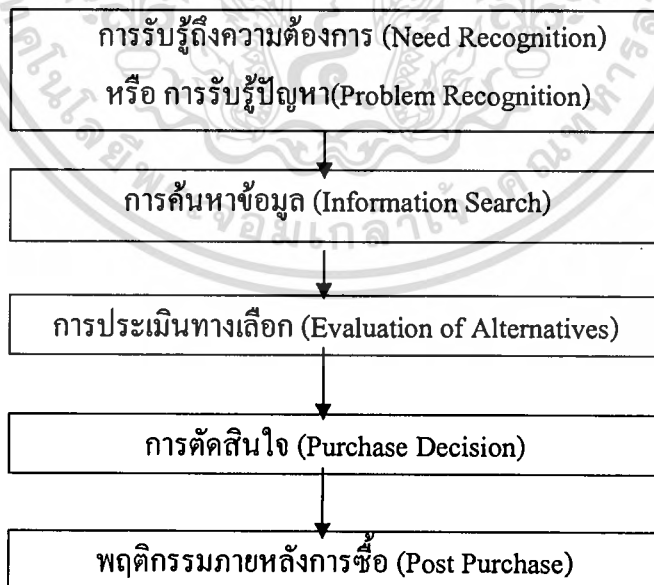 การรับรู้ถึงความต้องการ (Need Recognition)
หรือ การรับรู้ปัญหา(Problem Recognition)
การค้นหาข้อมูล (Information Search)
การประเมินทางเลือก (Evaluation of Alternatives)
การตัดสินใจ (Purchase Decision)
พฤติกรรมภายหลังการซื้อ (Post Purchase)